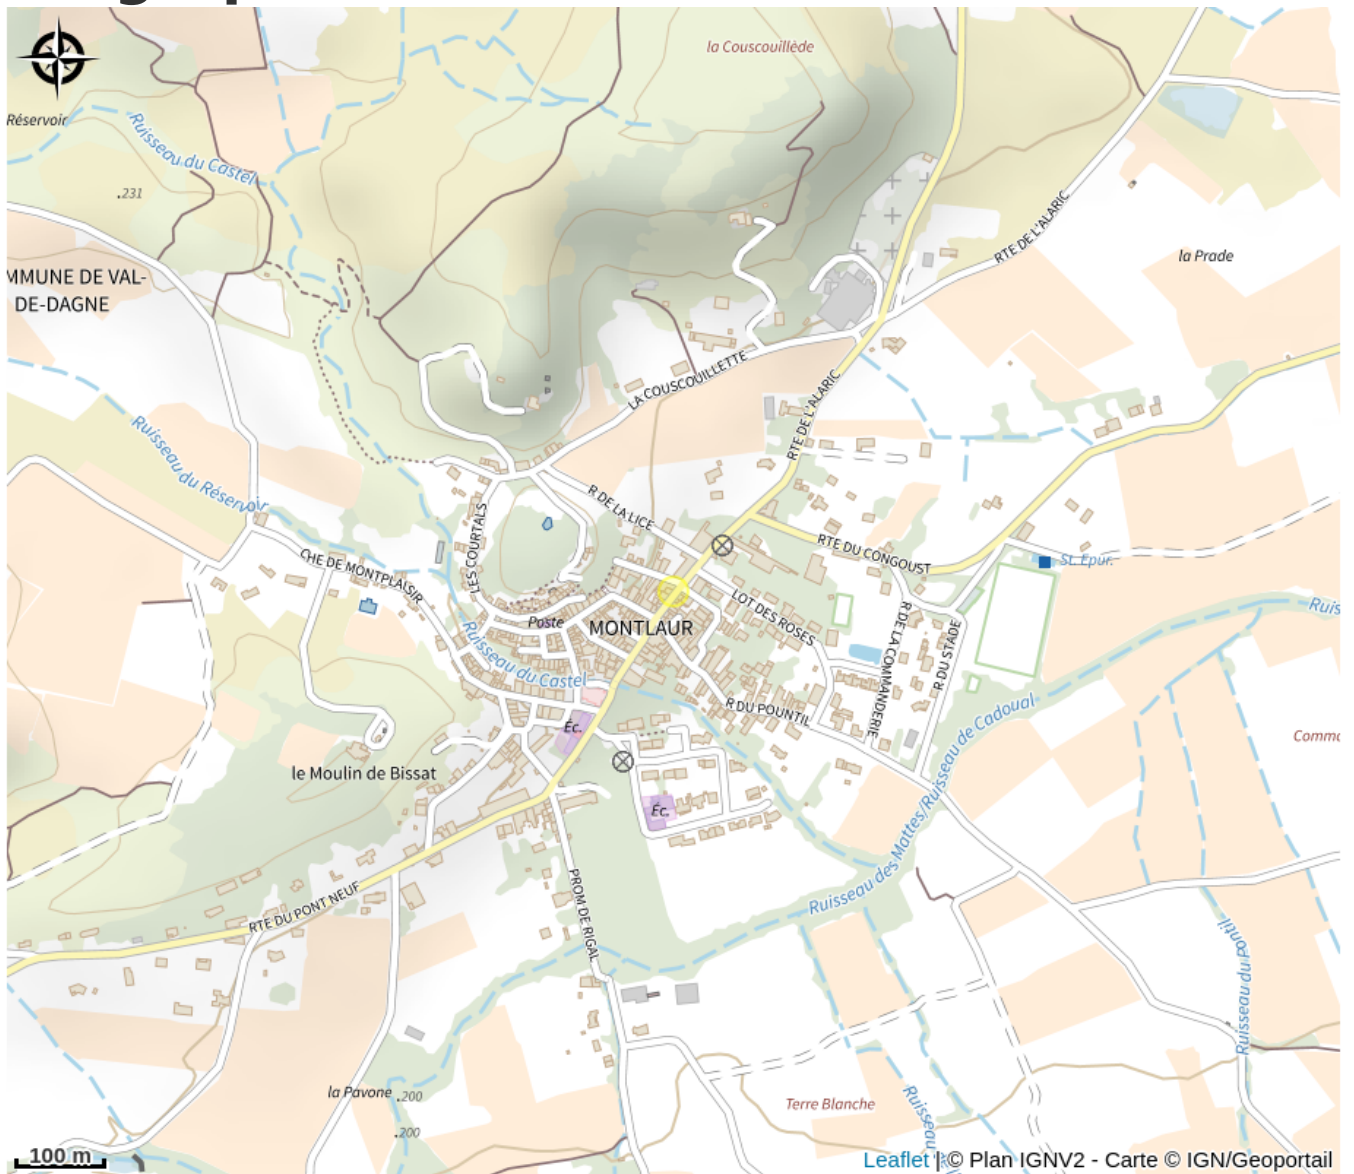 la Couscouillède
Réservoir
Ruisseau du Castel
.231
RTE DE L'ALARIC
la Prade
MMUNE DE VAL-
DE-DAGNE
LA COUSCOUILLETTE
RTE DE L'ALARIC
Ruisseau du Réservoir
R DE LA LICE
LES COURTALS
RTE DU CONGOUST
St. Épur.
CHE DE MONTPLAISIR
LOT DES ROSES
Ruis
Poste
MONTLAUR
R DE LA COMMANDERIE
R DU STADE
Ruisseau du Castel
R DU POUNTIL
Éc.
Ruisseau des Mattes/Ruisseau de Cadoual
Comma
le Moulin de Bissat
Éc.
RTE DU PONT NEUF
PROM DE RIGAL
Ruisseau du Pontil
la Pavone
.200
Terre Blanche
Ruisseau
.200
100 m
Leaflet | © Plan IGNV2 - Carte © IGN/Geoportail